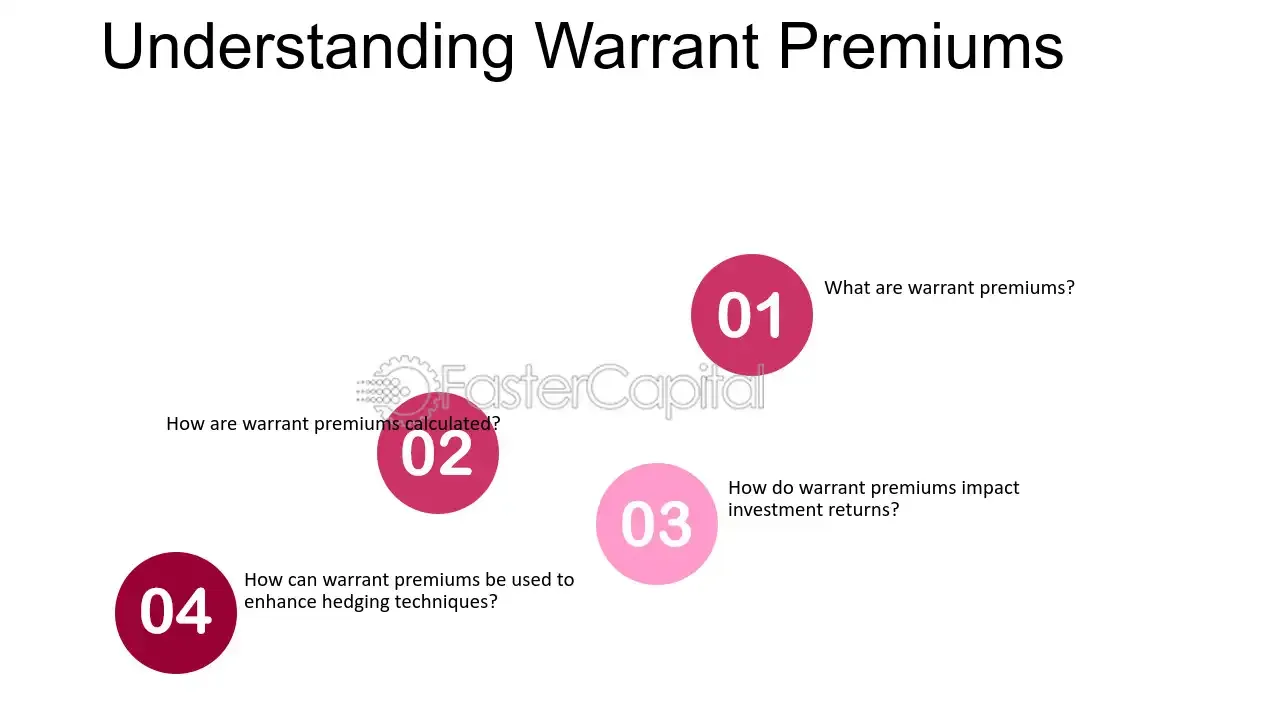 Understanding Warrant Premiums
01
What are warrant premiums?
FasterCapital
How are warrant premiums calculated?
02
03
How do warrant premiums impact
investment returns?
04
How can warrant premiums be used to
enhance hedging techniques?